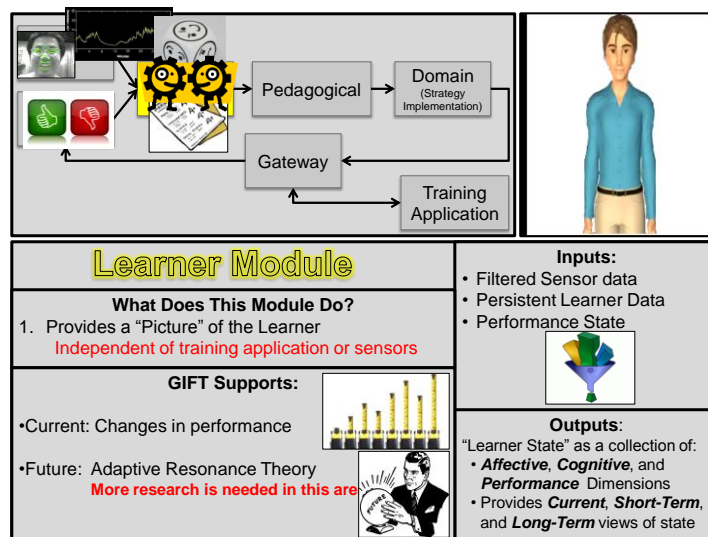 Pedagogical
Domain
(Strategy
Implementation)
Gateway
Training
Application
Learner Module
What Does This Module Do?
1. Provides a “Picture” of the Learner
Independent of training application or sensors
GIFT Supports:
•Current: Changes in performance
•Future: Adaptive Resonance Theory
More research is needed in this are
FUTURE
Inputs:
• Filtered Sensor data
• Persistent Learner Data
• Performance State
Outputs:
“Learner State” as a collection of:
• Affective, Cognitive, and
Performance Dimensions
• Provides Current, Short-Term,
and Long-Term views of state